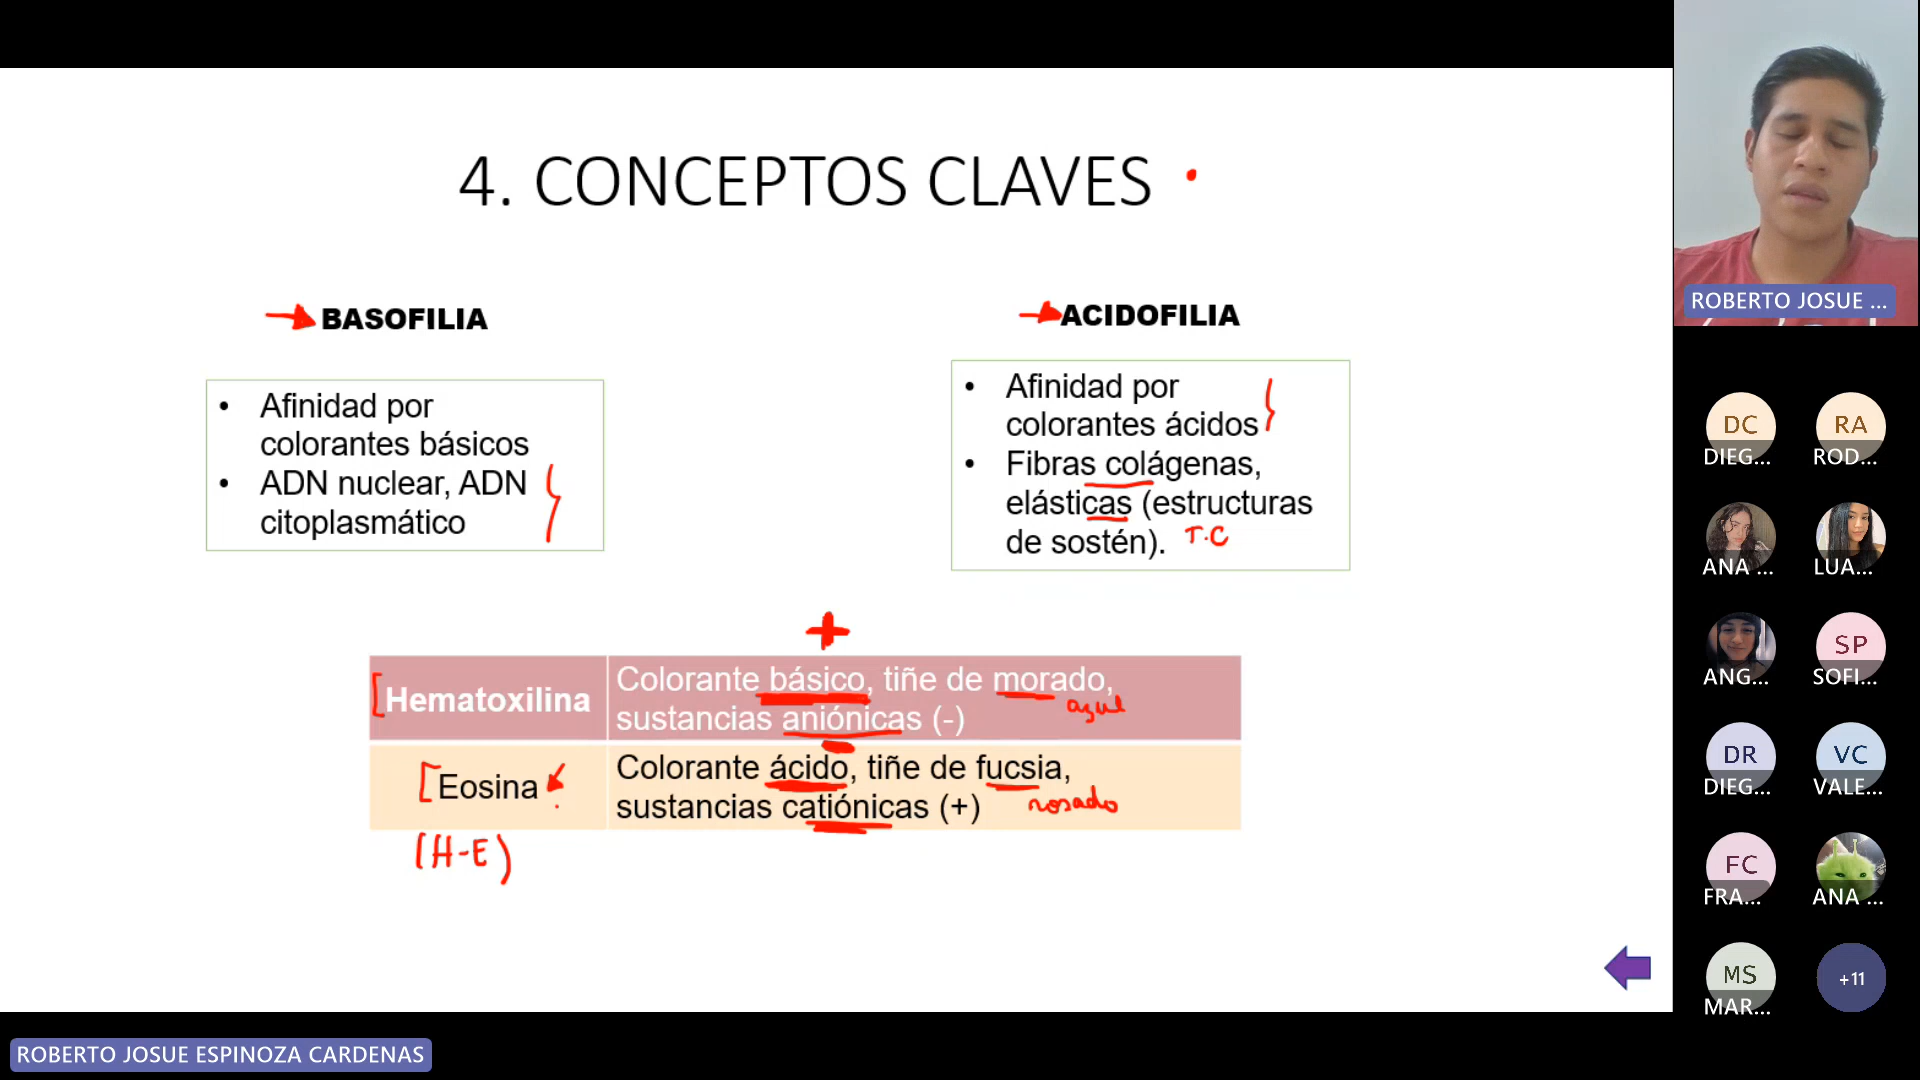 4. CONCEPTOS CLAVES
BASOFILIA
• Afinidad por
colorantes básicos
• ADN nuclear, ADN
citoplasmático
ACIDOFILIA
• Afinidad por
colorantes ácidos
• Fibras colágenas,
elásticas (estructuras
de sostén). T.C
+
Hematoxilina
Colorante básico, tiñe de morado,
azul
sustancias aniónicas (-)
Eosina
Colorante ácido, tiñe de fucsia,
sustancias catiónicas (+) rosado
(H-E)
ROBERTO JOSUE ...
DC
DIEG...
RA
ROD...
ANA ...
LUA...
ANG...
SP
SOFI...
DR
DIEG...
VC
VALE...
FC
FRA...
ANA ...
MS
MAR...
+11
ROBERTO JOSUE ESPINOZA CARDENAS